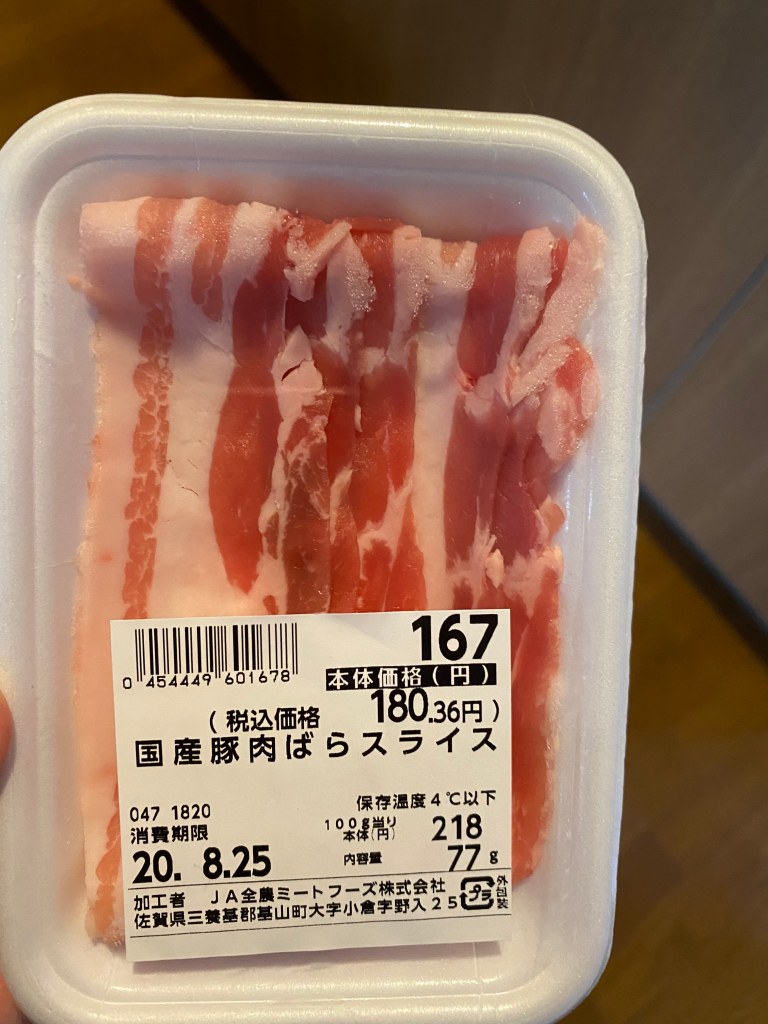 167
0 454449 601678
本体価格(円)
(税込価格 180.36円)
国産豚肉ばらスライス
047 1820
保存温度4℃以下
消費期限
100g当り
本体(円)
218
20. 8.25
内容量
77 g
加工者 JA全農ミートフーズ株式会社
佐賀県三養基郡基山町大字小倉字野入25
プラ
外包装